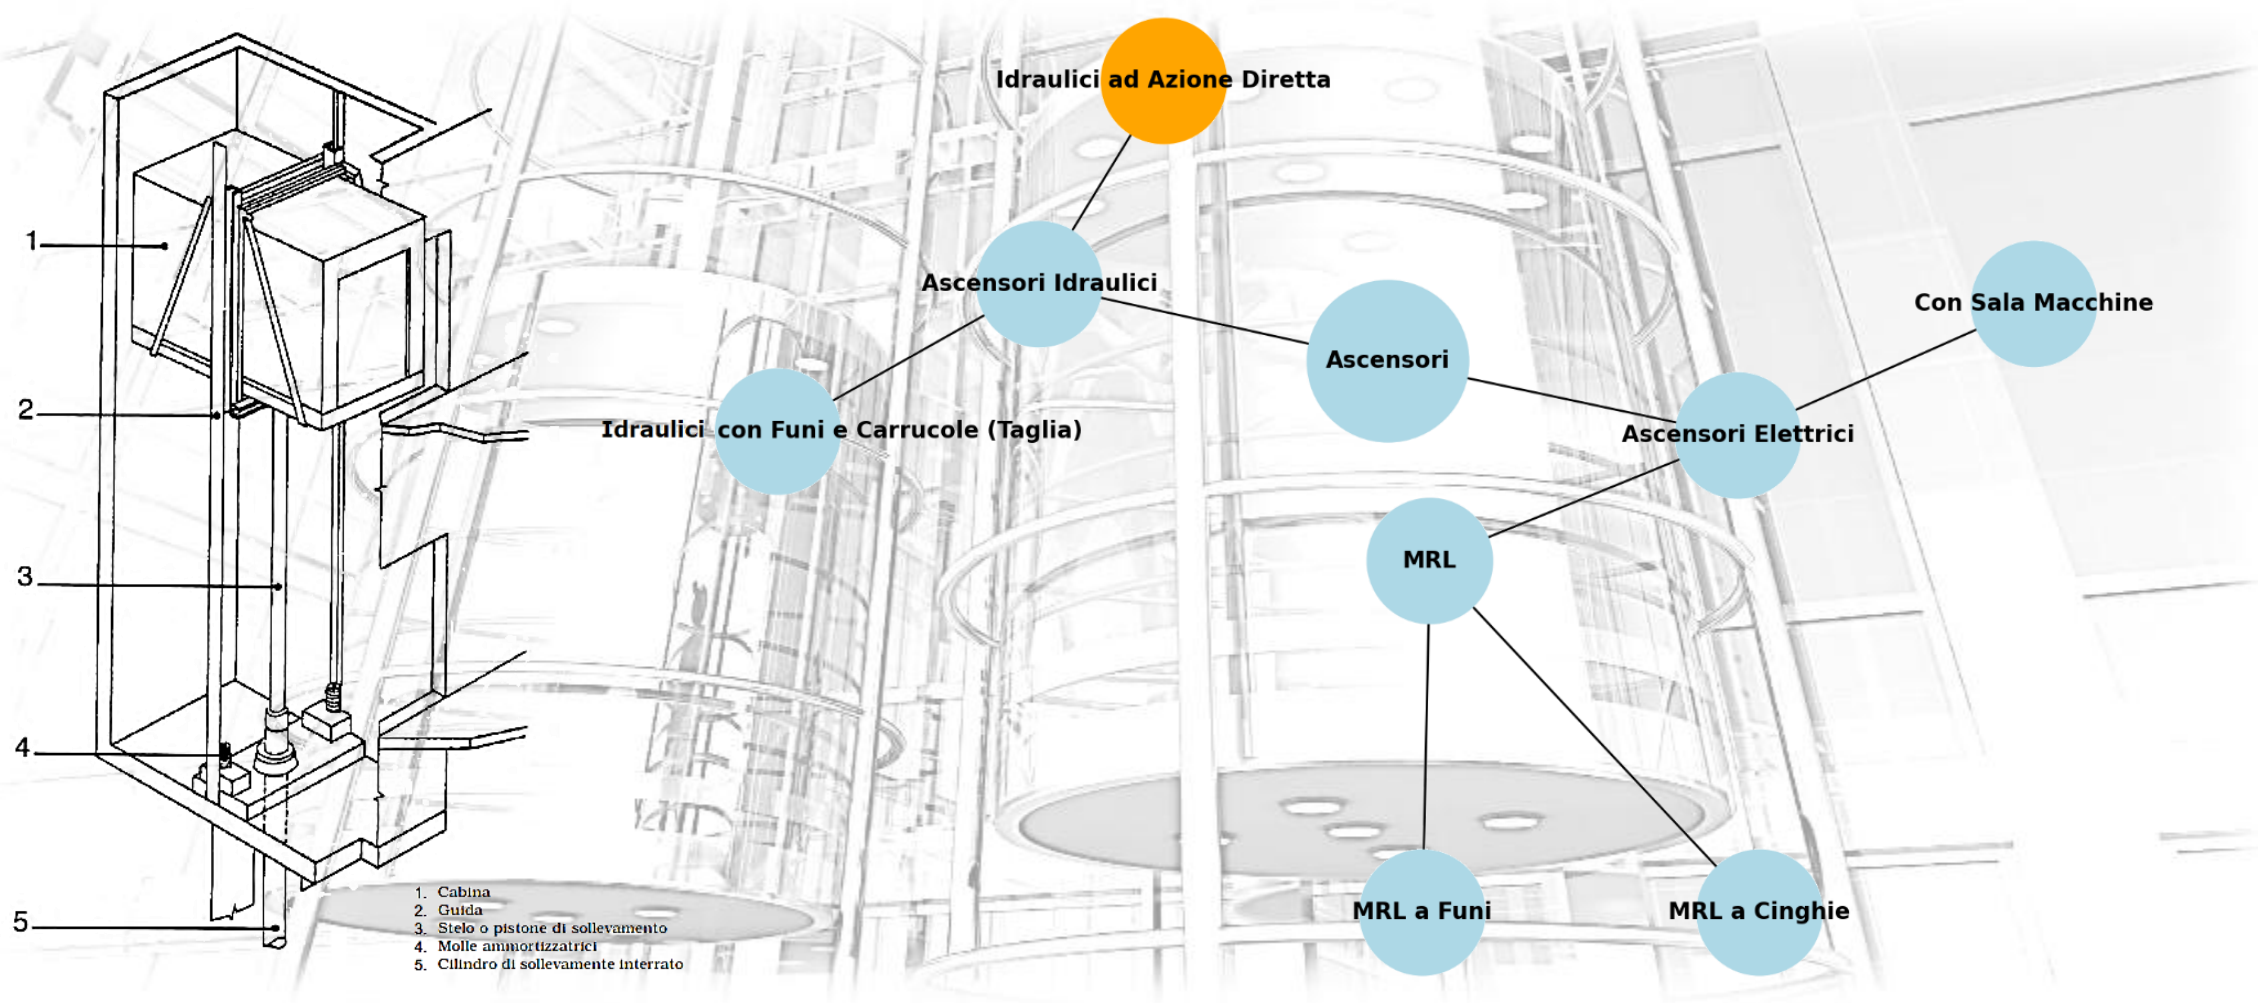 1
2
3
4
5
1. Cabina
2. Guida
3. Stelo o pistone di sollevamento
4. Molle ammortizzatrici
5. Cilindro di sollevamente interrato
Idraulici ad Azione Diretta
Ascensori Idraulici
Idraulici con Funi e Carrucole (Taglia)
Ascensori
Con Sala Macchine
Ascensori Elettrici
MRL
MRL a Funi
MRL a Cinghie